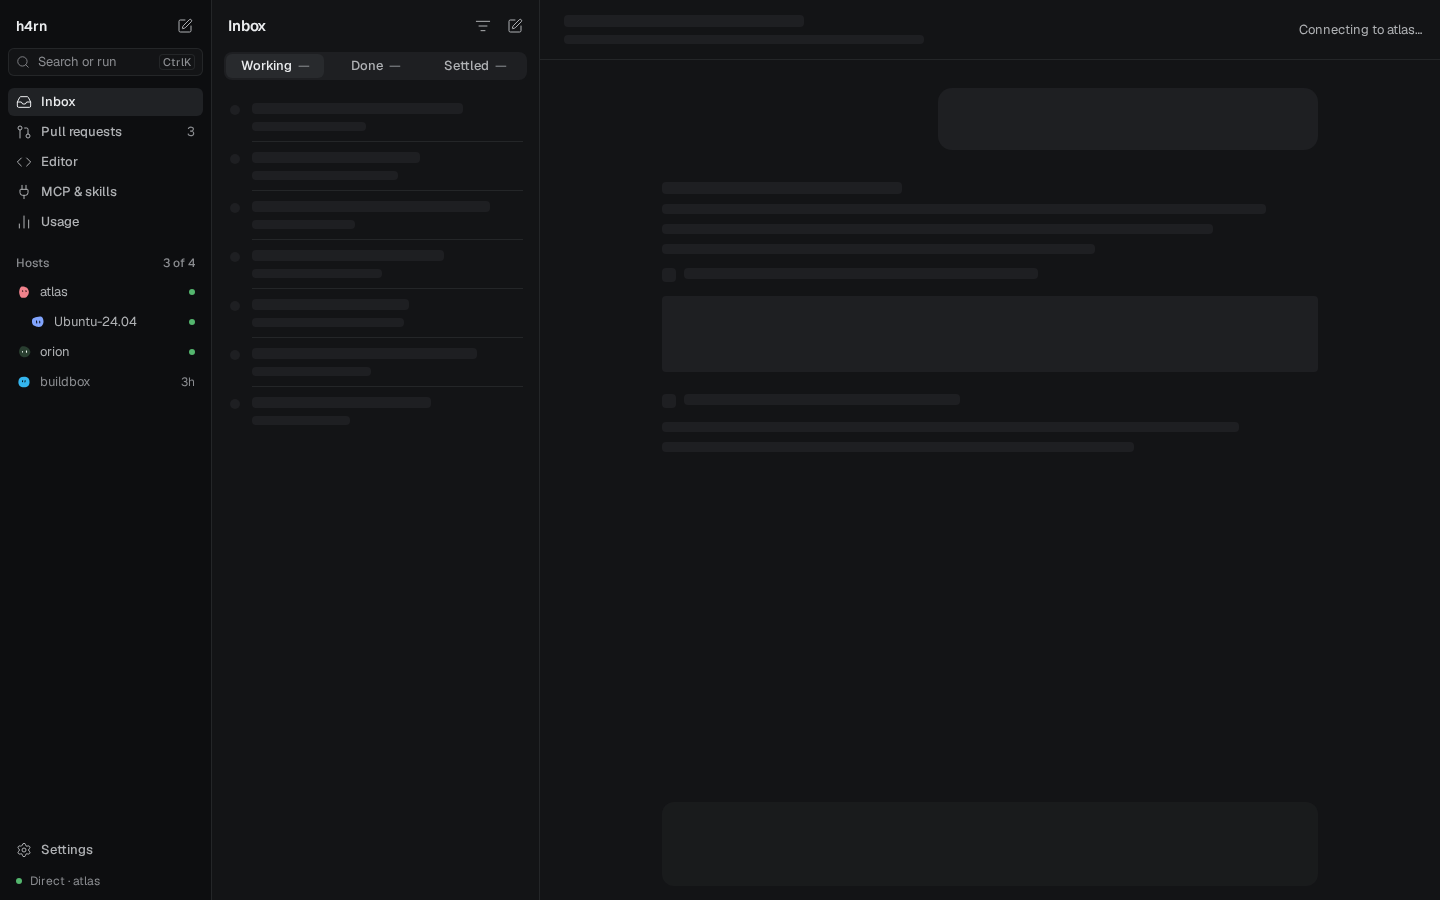 h4rn
Search or run CtrlK
Inbox
Pull requests 3
Editor
MCP & skills
Usage
Hosts 3 of 4
atlas
Ubuntu-24.04
orion
buildbox 3h
Settings
Direct · atlas
Inbox
Working — Done — Settled —
Connecting to atlas…